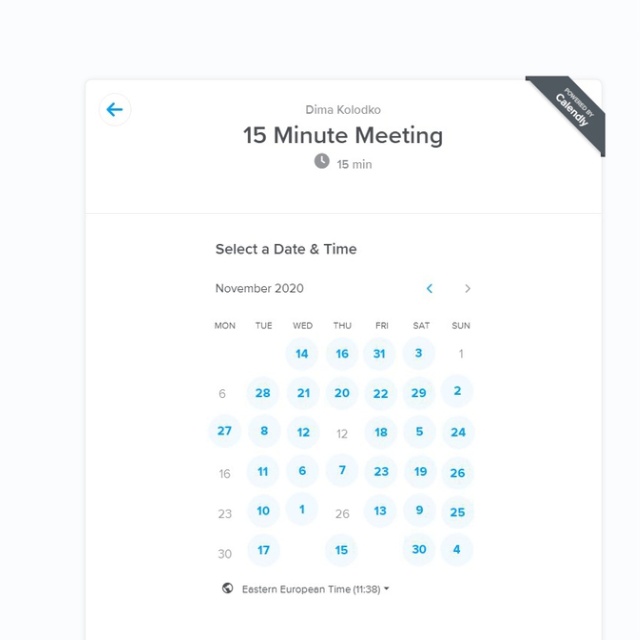 POWERED BY
Calendly
Dima Kolodko
15 Minute Meeting
15 min
Select a Date & Time
November 2020
MON TUE WED THU FRI SAT SUN
14 16 31 3 1
6 28 21 20 22 29 2
27 8 12 12 18 5 24
16 11 6 7 23 19 26
23 10 1 26 13 9 25
30 17 15 30 4
Eastern European Time (11:38)